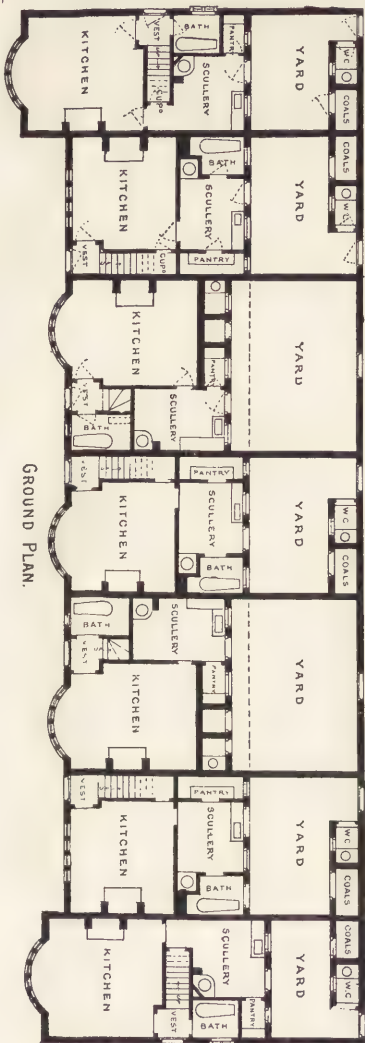 KITCHEN
VEST
BATH
PANTRY
CUPD
SCULLERY
YARD
W.C
COALS
KITCHEN
VEST
CUPD
BATH
SCULLERY
PANTRY
YARD
COALS
W.C
KITCHEN
VEST
BATH
PANTRY
SCULLERY
YARD
VEST
KITCHEN
PANTRY
SCULLERY
BATH
YARD
W.C
COALS
BATH
VEST
KITCHEN
SCULLERY
PANTRY
YARD
VEST
KITCHEN
PANTRY
SCULLERY
BATH
YARD
W.C
COALS
KITCHEN
VEST
SCULLERY
BATH
PANTRY
YARD
COALS
W.C
GROUND PLAN.